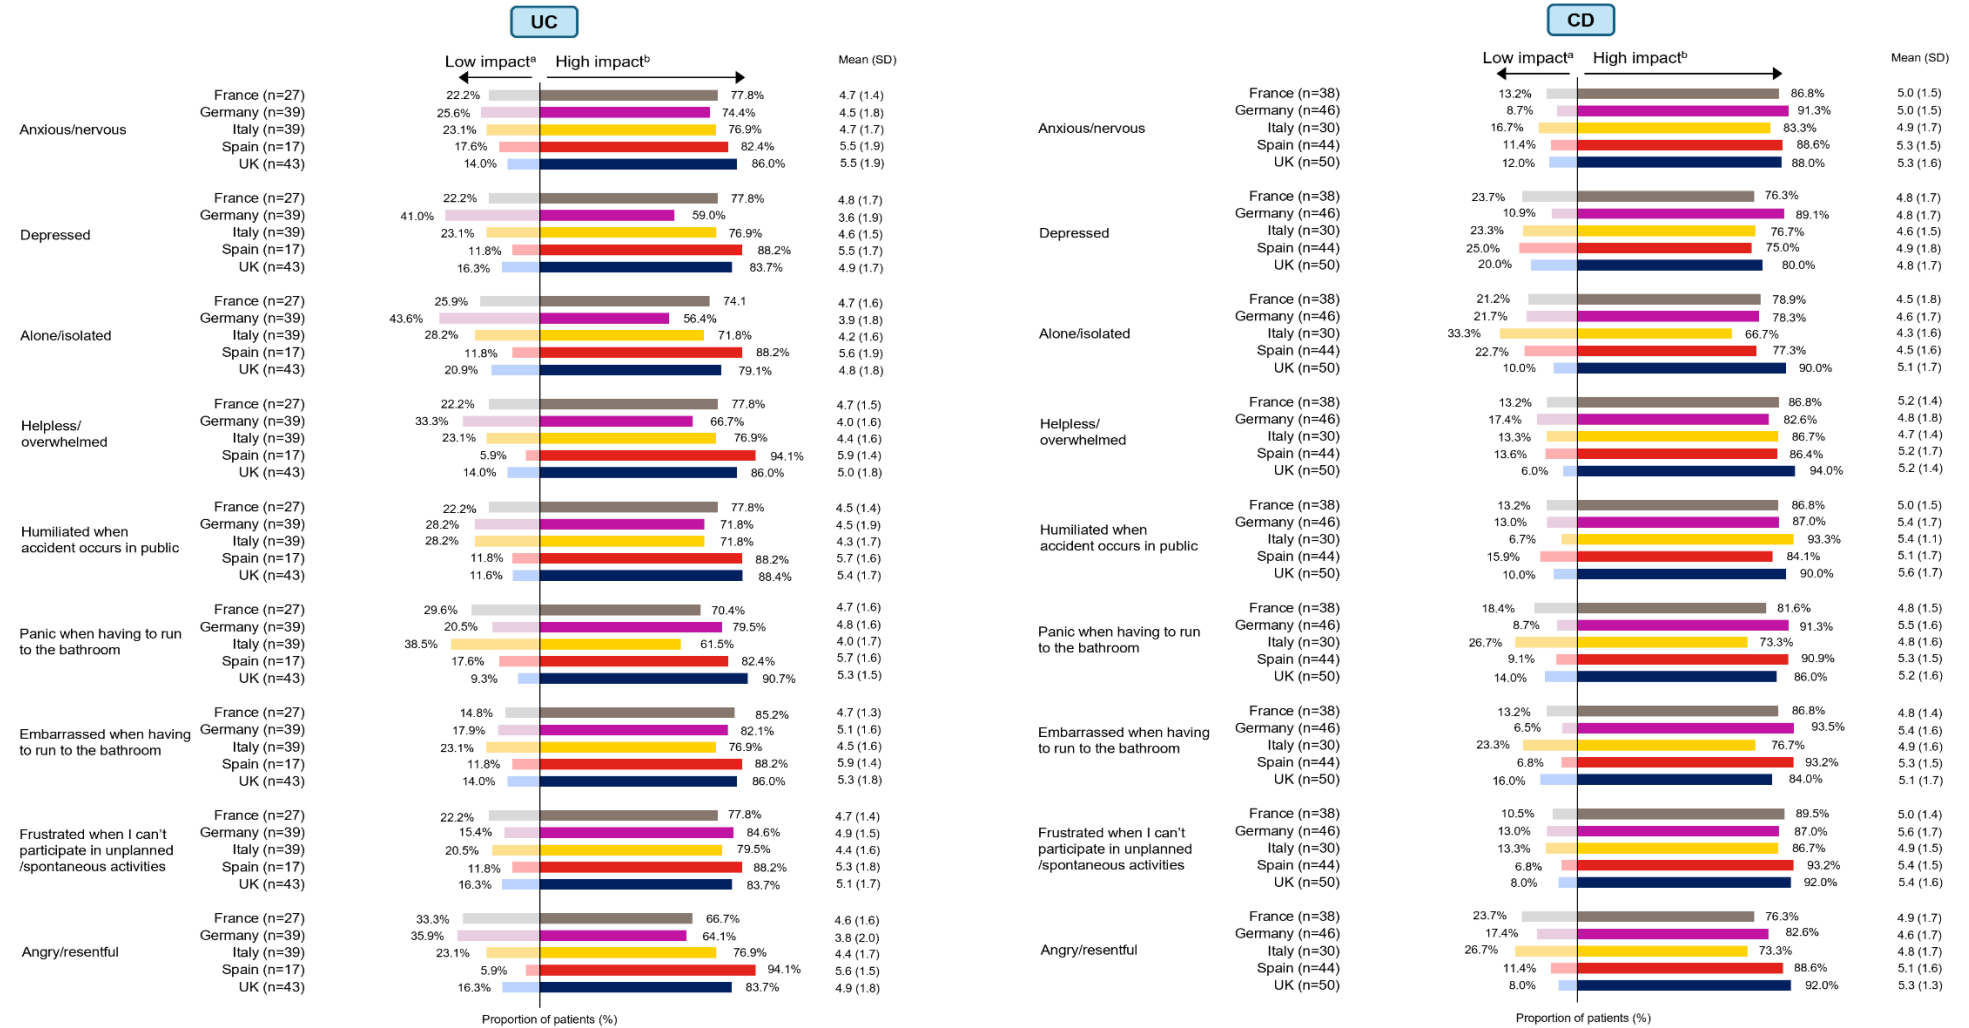 UC
Low impactᵃ High impactᵇ Mean (SD)
Anxious/nervous
France (n=27) 22.2% 77.8% 4.7 (1.4)
Germany (n=39) 25.6% 74.4% 4.5 (1.8)
Italy (n=39) 23.1% 76.9% 4.7 (1.7)
Spain (n=17) 17.6% 82.4% 5.5 (1.9)
UK (n=43) 14.0% 86.0% 5.5 (1.9)
Depressed
France (n=27) 22.2% 77.8% 4.8 (1.7)
Germany (n=39) 41.0% 59.0% 3.6 (1.9)
Italy (n=39) 23.1% 76.9% 4.6 (1.5)
Spain (n=17) 11.8% 88.2% 5.5 (1.7)
UK (n=43) 16.3% 83.7% 4.9 (1.7)
Alone/isolated
France (n=27) 25.9% 74.1 4.7 (1.6)
Germany (n=39) 43.6% 56.4% 3.9 (1.8)
Italy (n=39) 28.2% 71.8% 4.2 (1.6)
Spain (n=17) 11.8% 88.2% 5.6 (1.9)
UK (n=43) 20.9% 79.1% 4.8 (1.8)
Helpless/
overwhelmed
France (n=27) 22.2% 77.8% 4.7 (1.5)
Germany (n=39) 33.3% 66.7% 4.0 (1.6)
Italy (n=39) 23.1% 76.9% 4.4 (1.6)
Spain (n=17) 5.9% 94.1% 5.9 (1.4)
UK (n=43) 14.0% 86.0% 5.0 (1.8)
Humiliated when
accident occurs in public
France (n=27) 22.2% 77.8% 4.5 (1.4)
Germany (n=39) 28.2% 71.8% 4.5 (1.9)
Italy (n=39) 28.2% 71.8% 4.3 (1.7)
Spain (n=17) 11.8% 88.2% 5.7 (1.6)
UK (n=43) 11.6% 88.4% 5.4 (1.7)
Panic when having to run
to the bathroom
France (n=27) 29.6% 70.4% 4.7 (1.6)
Germany (n=39) 20.5% 79.5% 4.8 (1.6)
Italy (n=39) 38.5% 61.5% 4.0 (1.7)
Spain (n=17) 17.6% 82.4% 5.7 (1.6)
UK (n=43) 9.3% 90.7% 5.3 (1.5)
Embarrassed when having
to run to the bathroom
France (n=27) 14.8% 85.2% 4.7 (1.3)
Germany (n=39) 17.9% 82.1% 5.1 (1.6)
Italy (n=39) 23.1% 76.9% 4.5 (1.6)
Spain (n=17) 11.8% 88.2% 5.9 (1.4)
UK (n=43) 14.0% 86.0% 5.3 (1.8)
Frustrated when I can't
participate in unplanned
/spontaneous activities
France (n=27) 22.2% 77.8% 4.7 (1.4)
Germany (n=39) 15.4% 84.6% 4.9 (1.5)
Italy (n=39) 20.5% 79.5% 4.4 (1.6)
Spain (n=17) 11.8% 88.2% 5.3 (1.8)
UK (n=43) 16.3% 83.7% 5.1 (1.7)
Angry/resentful
France (n=27) 33.3% 66.7% 4.6 (1.6)
Germany (n=39) 35.9% 64.1% 3.8 (2.0)
Italy (n=39) 23.1% 76.9% 4.4 (1.7)
Spain (n=17) 5.9% 94.1% 5.6 (1.5)
UK (n=43) 16.3% 83.7% 4.9 (1.8)
Proportion of patients (%)
CD
Low impactᵃ High impactᵇ Mean (SD)
Anxious/nervous
France (n=38) 13.2% 86.8% 5.0 (1.5)
Germany (n=46) 8.7% 91.3% 5.0 (1.5)
Italy (n=30) 16.7% 83.3% 4.9 (1.7)
Spain (n=44) 11.4% 88.6% 5.3 (1.5)
UK (n=50) 12.0% 88.0% 5.3 (1.6)
Depressed
France (n=38) 23.7% 76.3% 4.8 (1.7)
Germany (n=46) 10.9% 89.1% 4.8 (1.7)
Italy (n=30) 23.3% 76.7% 4.6 (1.5)
Spain (n=44) 25.0% 75.0% 4.9 (1.8)
UK (n=50) 20.0% 80.0% 4.8 (1.7)
Alone/isolated
France (n=38) 21.2% 78.9% 4.5 (1.8)
Germany (n=46) 21.7% 78.3% 4.6 (1.7)
Italy (n=30) 33.3% 66.7% 4.3 (1.6)
Spain (n=44) 22.7% 77.3% 4.5 (1.6)
UK (n=50) 10.0% 90.0% 5.1 (1.7)
Helpless/
overwhelmed
France (n=38) 13.2% 86.8% 5.2 (1.4)
Germany (n=46) 17.4% 82.6% 4.8 (1.8)
Italy (n=30) 13.3% 86.7% 4.7 (1.4)
Spain (n=44) 13.6% 86.4% 5.2 (1.7)
UK (n=50) 6.0% 94.0% 5.2 (1.4)
Humiliated when
accident occurs in public
France (n=38) 13.2% 86.8% 5.0 (1.5)
Germany (n=46) 13.0% 87.0% 5.4 (1.7)
Italy (n=30) 6.7% 93.3% 5.4 (1.1)
Spain (n=44) 15.9% 84.1% 5.1 (1.7)
UK (n=50) 10.0% 90.0% 5.6 (1.7)
Panic when having to run
to the bathroom
France (n=38) 18.4% 81.6% 4.8 (1.5)
Germany (n=46) 8.7% 91.3% 5.5 (1.6)
Italy (n=30) 26.7% 73.3% 4.8 (1.6)
Spain (n=44) 9.1% 90.9% 5.3 (1.5)
UK (n=50) 14.0% 86.0% 5.2 (1.6)
Embarrassed when having
to run to the bathroom
France (n=38) 13.2% 86.8% 4.8 (1.4)
Germany (n=46) 6.5% 93.5% 5.4 (1.6)
Italy (n=30) 23.3% 76.7% 4.9 (1.6)
Spain (n=44) 6.8% 93.2% 5.3 (1.5)
UK (n=50) 16.0% 84.0% 5.1 (1.7)
Frustrated when I can't
participate in unplanned
/spontaneous activities
France (n=38) 10.5% 89.5% 5.0 (1.4)
Germany (n=46) 13.0% 87.0% 5.6 (1.7)
Italy (n=30) 13.3% 86.7% 4.9 (1.5)
Spain (n=44) 6.8% 93.2% 5.4 (1.5)
UK (n=50) 8.0% 92.0% 5.4 (1.6)
Angry/resentful
France (n=38) 23.7% 76.3% 4.9 (1.7)
Germany (n=46) 17.4% 82.6% 4.6 (1.7)
Italy (n=30) 26.7% 73.3% 4.8 (1.7)
Spain (n=44) 11.4% 88.6% 5.1 (1.6)
UK (n=50) 8.0% 92.0% 5.3 (1.3)
Proportion of patients (%)